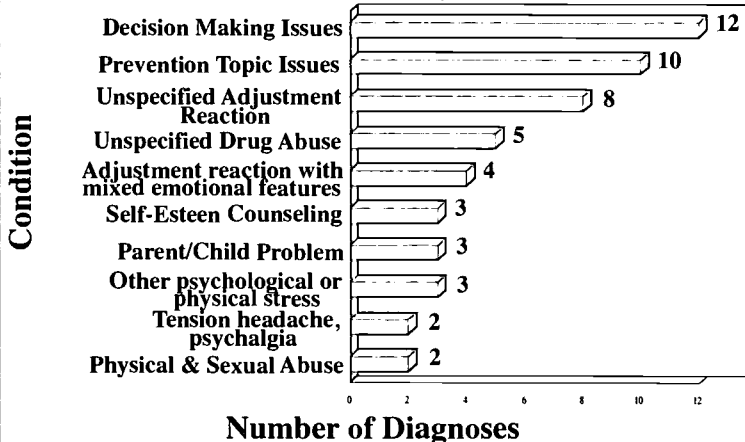 Decision Making Issues 12
Prevention Topic Issues 10
Unspecified Adjustment
Reaction 8
Unspecified Drug Abuse 5
Adjustment reaction with
mixed emotional features 4
Self-Esteen Counseling 3
Parent/Child Problem 3
Other psychological or
physical stress 3
Tension headache,
psychalgia 2
Physical & Sexual Abuse 2
Condition
0 2 4 6 8 10 12
Number of Diagnoses